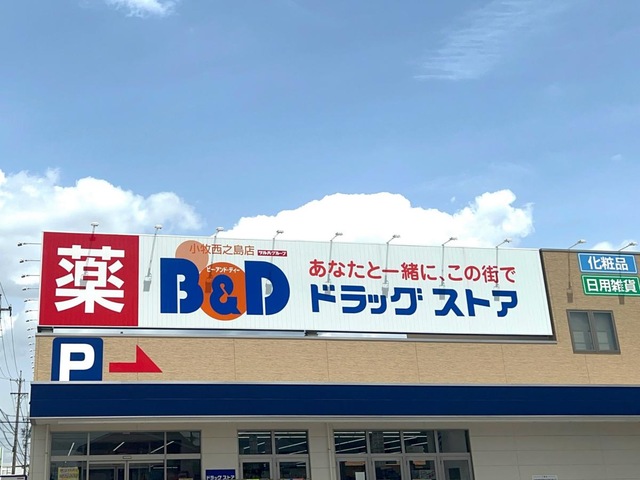 薬
小牧西之島店
ツルハグループ
ビーアンド・ディー
B&D
あなたと一緒に、この街で
ドラッグストア
化粧品
日用雑貨
P
ドラッグストア